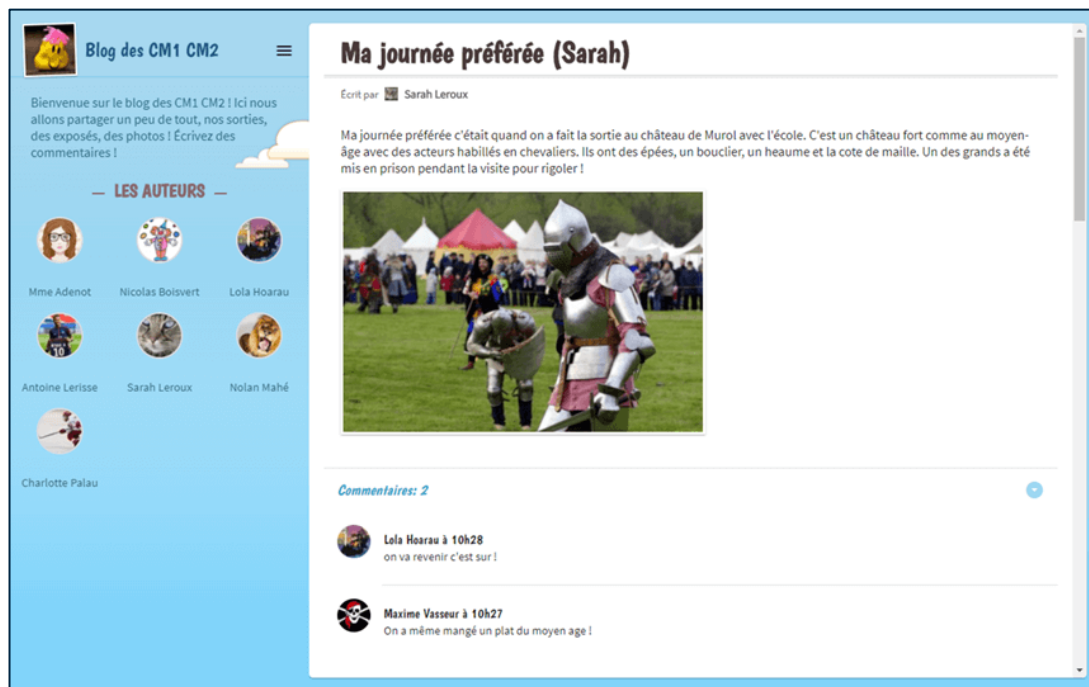 Blog des CM1 CM2
Bienvenue sur le blog des CM1 CM2 ! Ici nous
allons partager un peu de tout, nos sorties,
des exposés, des photos ! Écrivez des
commentaires !
— LES AUTEURS —
Mme Adenot Nicolas Boisvert Lola Hoarau
10
Antoine Lerisse Sarah Leroux Nolan Mahé
Charlotte Palau
Ma journée préférée (Sarah)
Écrit par Sarah Leroux
Ma journée préférée c'était quand on a fait la sortie au château de Murol avec l'école. C'est un château fort comme au moyen-
âge avec des acteurs habillés en chevaliers. Ils ont des épées, un bouclier, un heaume et la cote de maille. Un des grands a été
mis en prison pendant la visite pour rigoler !
Commentaires: 2
Lola Hoarau à 10h28
on va revenir c'est sur !
Maxime Vasseur à 10h27
On a même mangé un plat du moyen age !